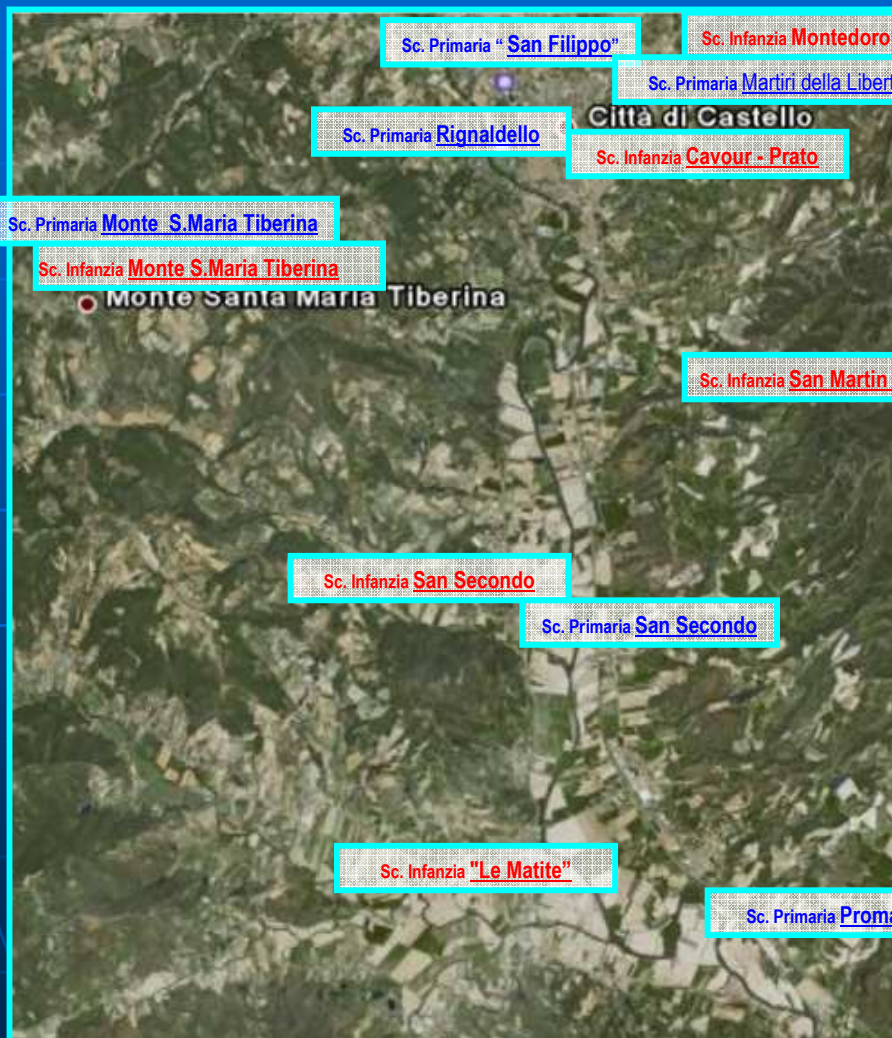 Sc. Primaria “ San Filippo”
Sc. Infanzia Montedoro
Sc. Primaria Martiri della Libert
Città di Castello
Sc. Primaria Rignaldello
Sc. Infanzia Cavour - Prato
Sc. Primaria Monte S.Maria Tiberina
Sc. Infanzia Monte S.Maria Tiberina
Monte Santa Maria Tiberina
Sc. Infanzia San Martin
Sc. Infanzia San Secondo
Sc. Primaria San Secondo
Sc. Infanzia "Le Matite”
Sc. Primaria Proma